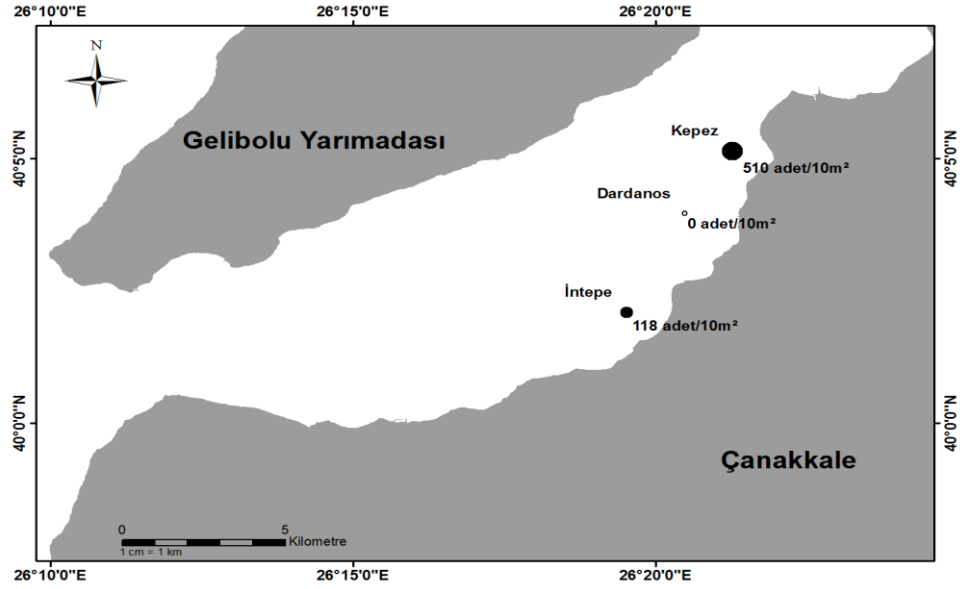 26°10'0"E 26°15'0"E 26°20'0"E
N
Gelibolu Yarımadası
Kepez
40°5'0"N 40°5'0"N
510 adet/10m²
Dardanos
0 adet/10m²
İntepe
118 adet/10m²
40°0'0"N 40°0'0"N
Çanakkale
0 5
Kilometre
1 cm = 1 km
26°10'0"E 26°15'0"E 26°20'0"E